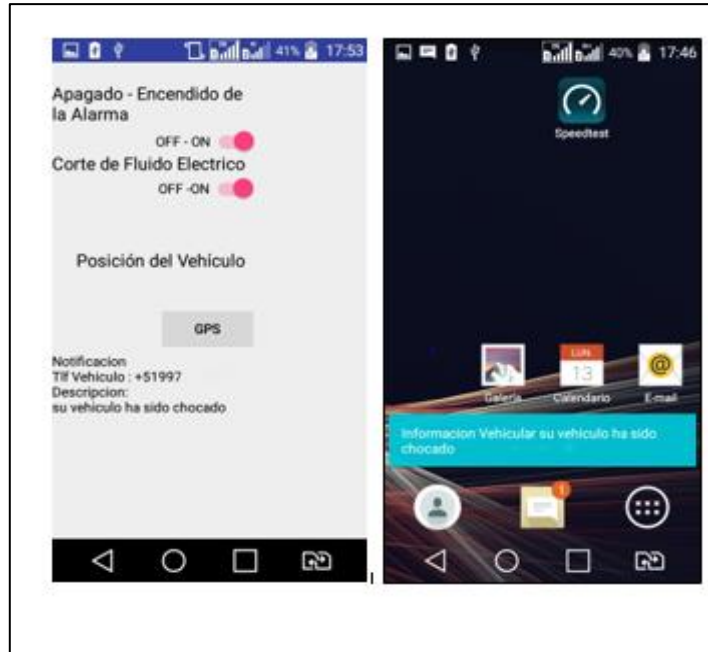 41% 17:53
Apagado - Encendido de
la Alarma
OFF - ON
Corte de Fluido Electrico
OFF -ON
Posición del Vehículo
GPS
Notificacion
Tlf Vehiculo : +51997
Descripcion:
su vehiculo ha sido chocado
40% 17:46
Speedtest
LUN
13
Galería Calendario E-mail
Informacion Vehicular su vehiculo ha sido
chocado
1